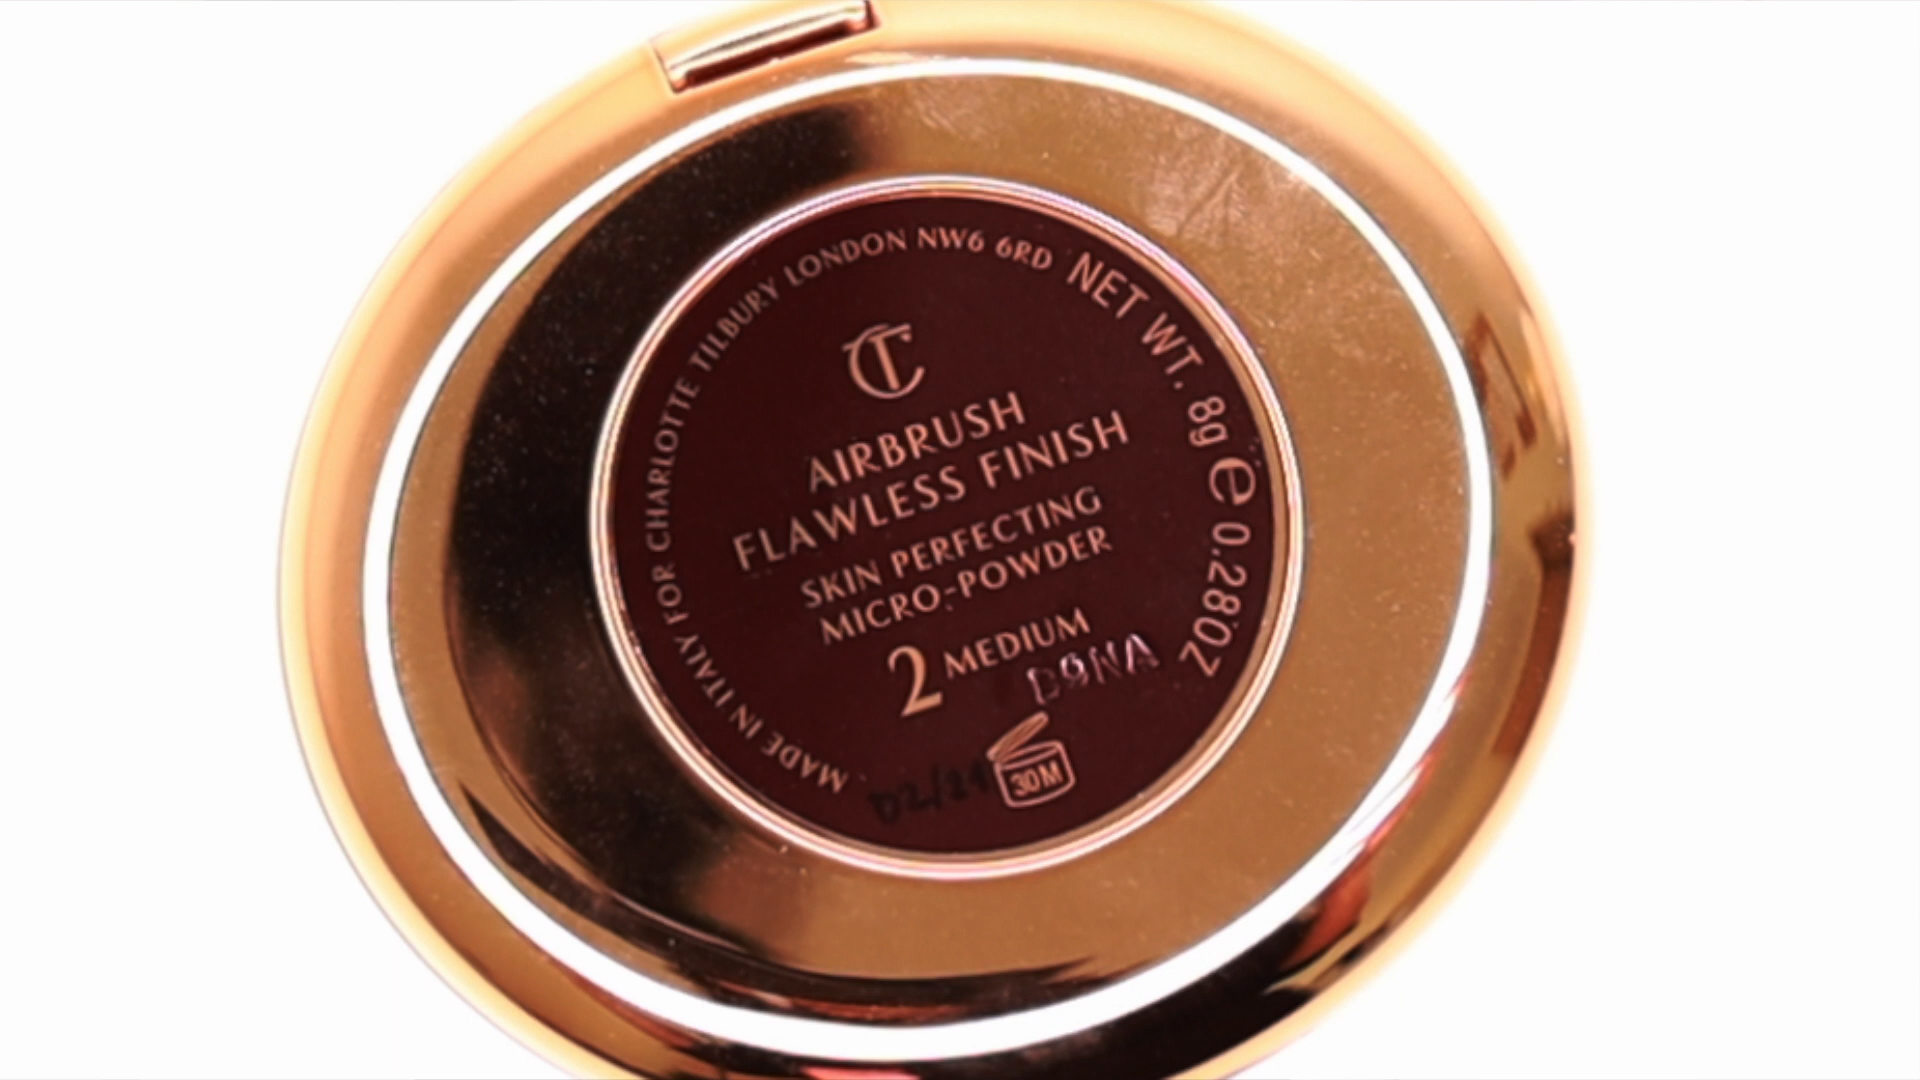 MADE IN ITALY FOR CHARLOTTE TILBURY LONDON NW6 6RD
NET WT. 8g e 0.28OZ
CT
AIRBRUSH
FLAWLESS FINISH
SKIN PERFECTING
MICRO-POWDER
2 MEDIUM
30M